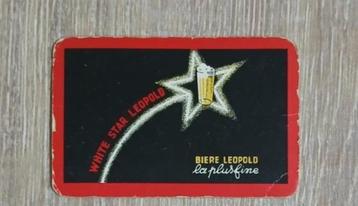 WHITE STAR LEOPOLD
BIERE LEOPOLD
la plus fine